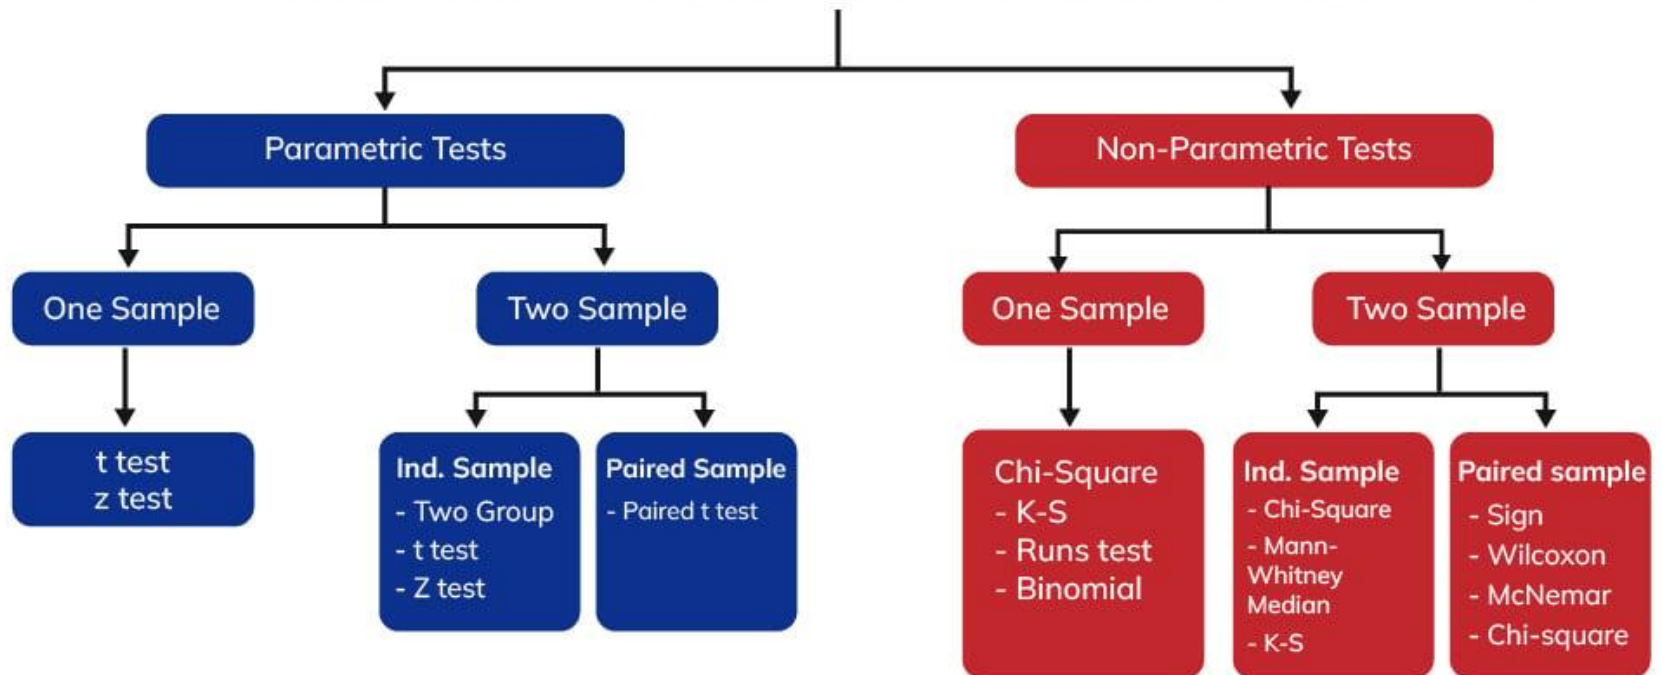 Parametric Tests
Non-Parametric Tests
One Sample
Two Sample
One Sample
Two Sample
t test
z test
Ind. Sample
- Two Group
- t test
- Z test
Paired Sample
- Paired t test
Chi-Square
- K-S
- Runs test
- Binomial
Ind. Sample
- Chi-Square
- Mann-
Whitney
Median
- K-S
Paired sample
- Sign
- Wilcoxon
- McNemar
- Chi-square